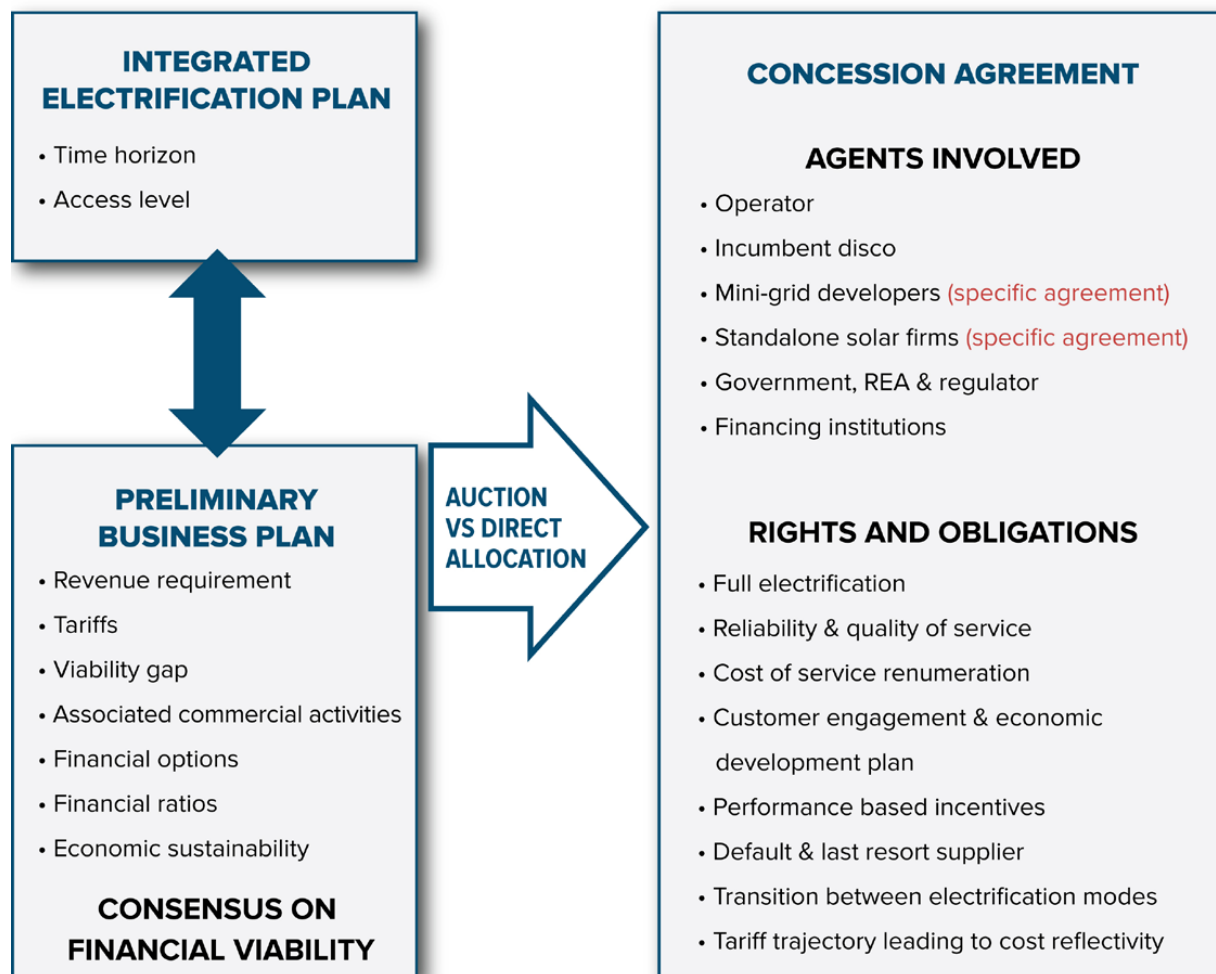 INTEGRATED
ELECTRIFICATION PLAN
• Time horizon
• Access level
PRELIMINARY
BUSINESS PLAN
• Revenue requirement
• Tariffs
• Viability gap
• Associated commercial activities
• Financial options
• Financial ratios
• Economic sustainability
CONSENSUS ON
FINANCIAL VIABILITY
AUCTION
VS DIRECT
ALLOCATION
CONCESSION AGREEMENT
AGENTS INVOLVED
• Operator
• Incumbent disco
• Mini-grid developers (specific agreement)
• Standalone solar firms (specific agreement)
• Government, REA & regulator
• Financing institutions
RIGHTS AND OBLIGATIONS
• Full electrification
• Reliability & quality of service
• Cost of service renumeration
• Customer engagement & economic
development plan
• Performance based incentives
• Default & last resort supplier
• Transition between electrification modes
• Tariff trajectory leading to cost reflectivity